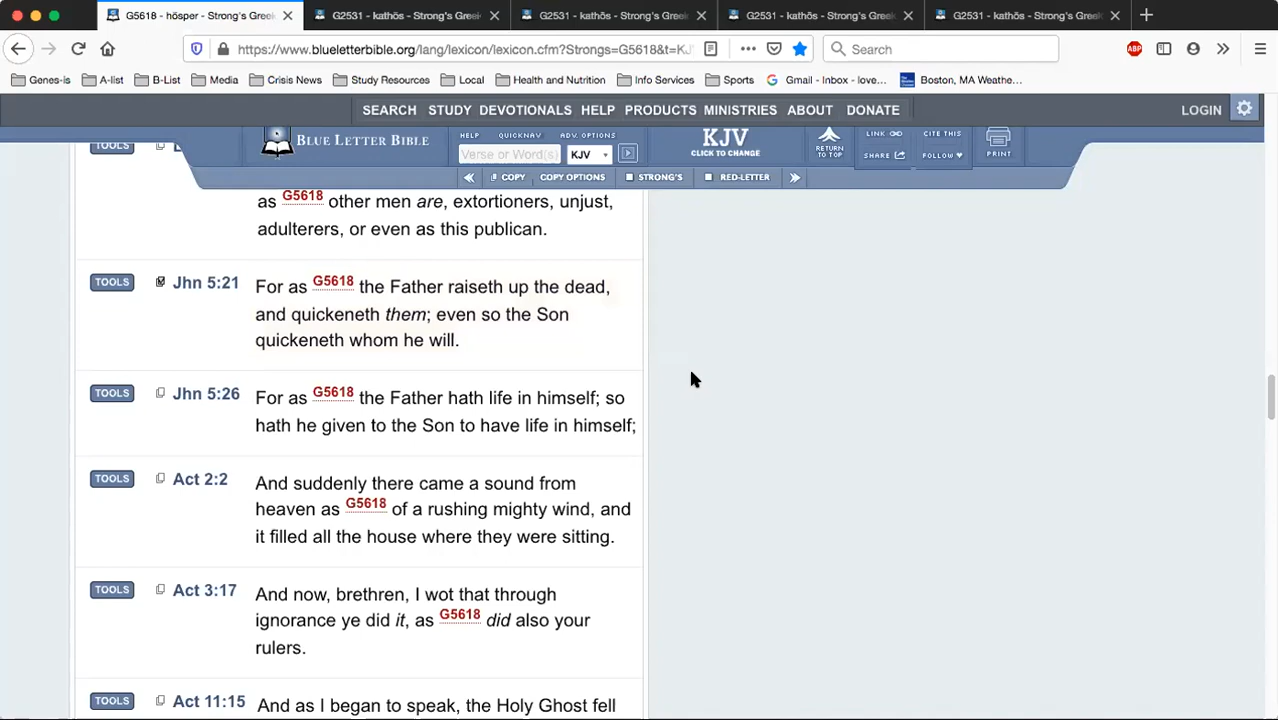 G5618 - hōsper - Strong's Greek
G2531 - kathōs - Strong's Greek
G2531 - kathōs - Strong's Greek
G2531 - kathōs - Strong's Greek
G2531 - kathōs - Strong's Greek
https://www.blueletterbible.org/lang/lexicon/lexicon.cfm?Strongs=G5618&t=KJ
Search
ABP
Genes-is
A-list
B-List
Media
Crisis News
Study Resources
Local
Health and Nutrition
Info Services
Sports
Gmail - Inbox - love…
Boston, MA Weathe…
SEARCH STUDY DEVOTIONALS HELP PRODUCTS MINISTRIES ABOUT DONATE LOGIN
BLUE LETTER BIBLE
HELP QUICKNAV ADV. OPTIONS
Verse or Word(s) KJV
KJV
CLICK TO CHANGE
RETURN
TO TOP
LINK
SHARE
CITE THIS
FOLLOW
PRINT
COPY COPY OPTIONS STRONG'S RED-LETTER
TOOLS
as G5618 other men are, extortioners, unjust,
adulterers, or even as this publican.
TOOLS Jhn 5:21 For as G5618 the Father raiseth up the dead,
and quickeneth them; even so the Son
quickeneth whom he will.
TOOLS Jhn 5:26 For as G5618 the Father hath life in himself; so
hath he given to the Son to have life in himself;
TOOLS Act 2:2 And suddenly there came a sound from
heaven as G5618 of a rushing mighty wind, and
it filled all the house where they were sitting.
TOOLS Act 3:17 And now, brethren, I wot that through
ignorance ye did it, as G5618 did also your
rulers.
TOOLS Act 11:15 And as I began to speak, the Holy Ghost fell